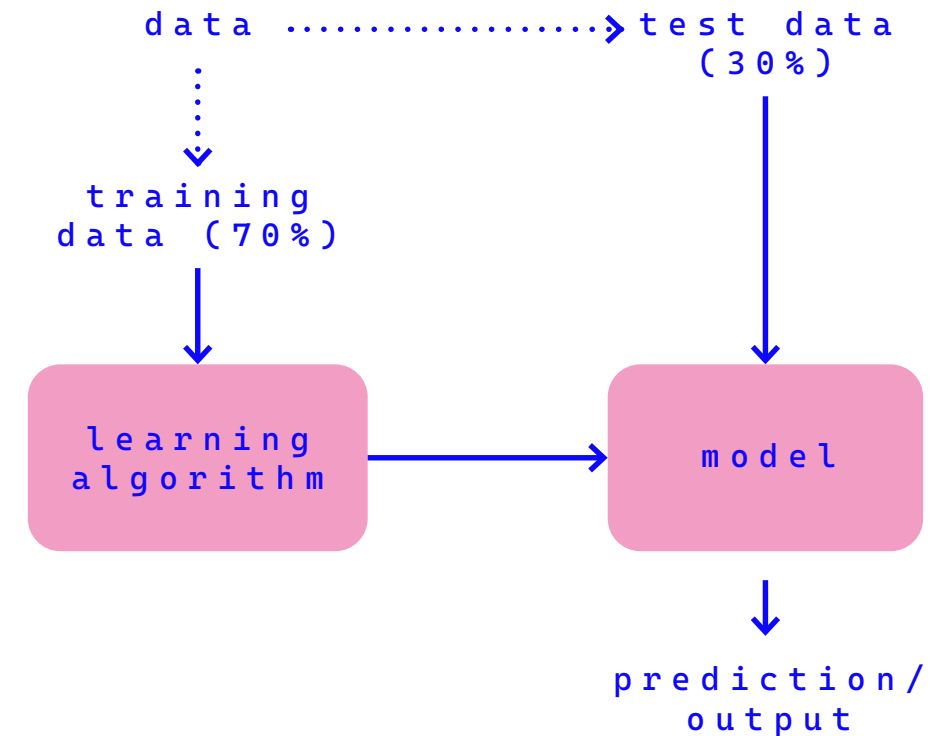 data
test data
(30%)
training
data (70%)
learning
algorithm
model
prediction/
output